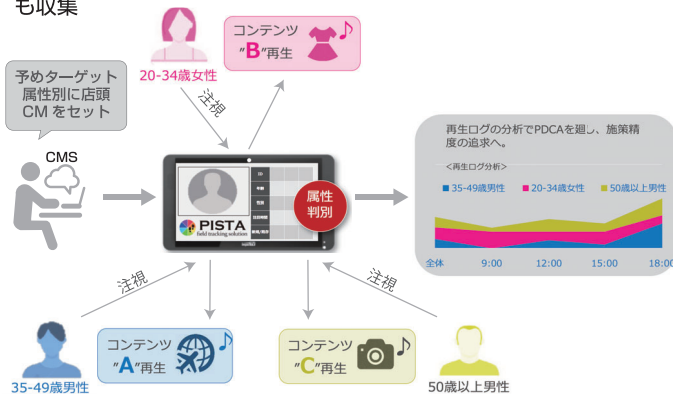 も収集
コンテンツ
"B"再生
20-34歳女性
予めターゲット
属性別に店頭
CM をセット
注視
CMS
ID
年齢
性別
属性
判別
PISTA
field tracking solution
再生ログの分析でPDCAを廻し、施策精
度の追求へ。
<再生ログ分析>
35-49歳男性
20-34歳女性
50歳以上男性
全体
9:00
12:00
15:00
18:00
注視
注視
コンテンツ
"A"再生
コンテンツ
"C"再生
35-49歳男性
50歳以上男性